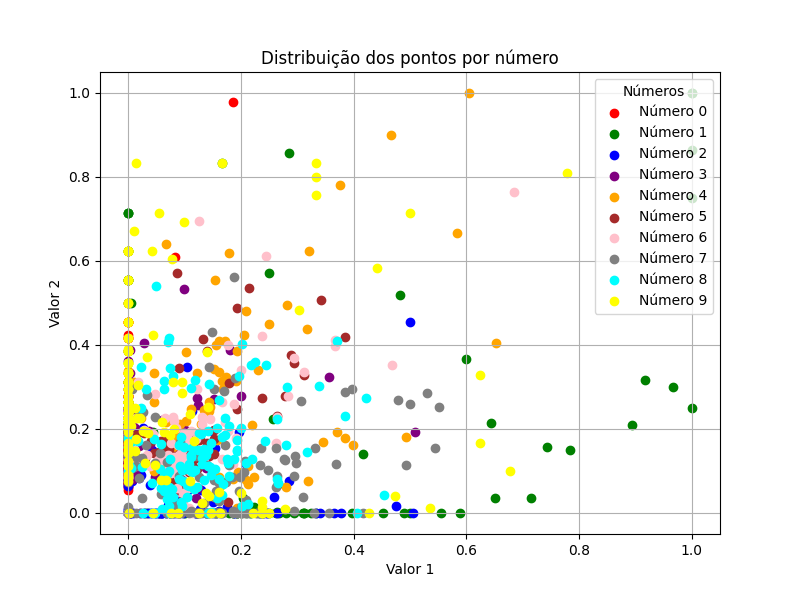 Distribuição dos pontos por número
Valor 2
1.0
0.8
0.6
0.4
0.2
0.0
0.0 0.2 0.4 0.6 0.8 1.0
Valor 1
Números
Número 0
Número 1
Número 2
Número 3
Número 4
Número 5
Número 6
Número 7
Número 8
Número 9